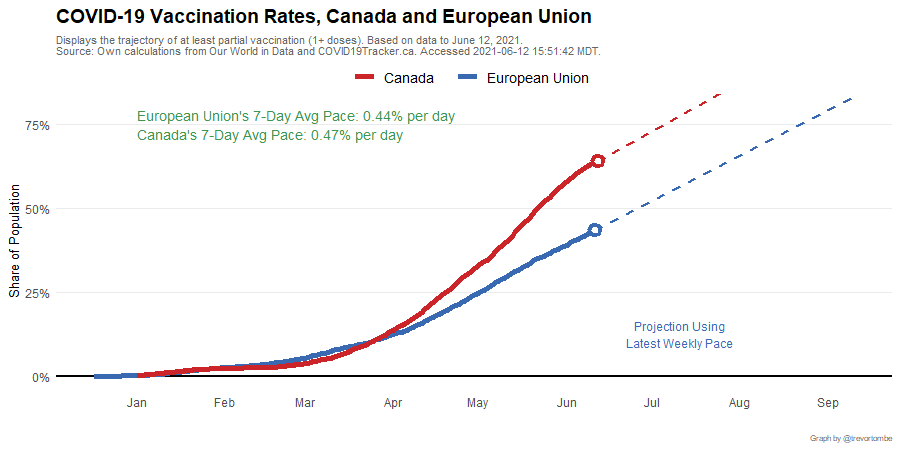 COVID-19 Vaccination Rates, Canada and European Union
Displays the trajectory of at least partial vaccination (1+ doses). Based on data to June 12, 2021.
Source: Own calculations from Our World in Data and COVID19Tracker.ca. Accessed 2021-06-12 15:51:42 MDT.
Canada European Union
European Union's 7-Day Avg Pace: 0.44% per day
Canada's 7-Day Avg Pace: 0.47% per day
Share of Population
75%
50%
25%
0%
Projection Using
Latest Weekly Pace
Jan Feb Mar Apr May Jun Jul Aug Sep
Graph by @trevortombe